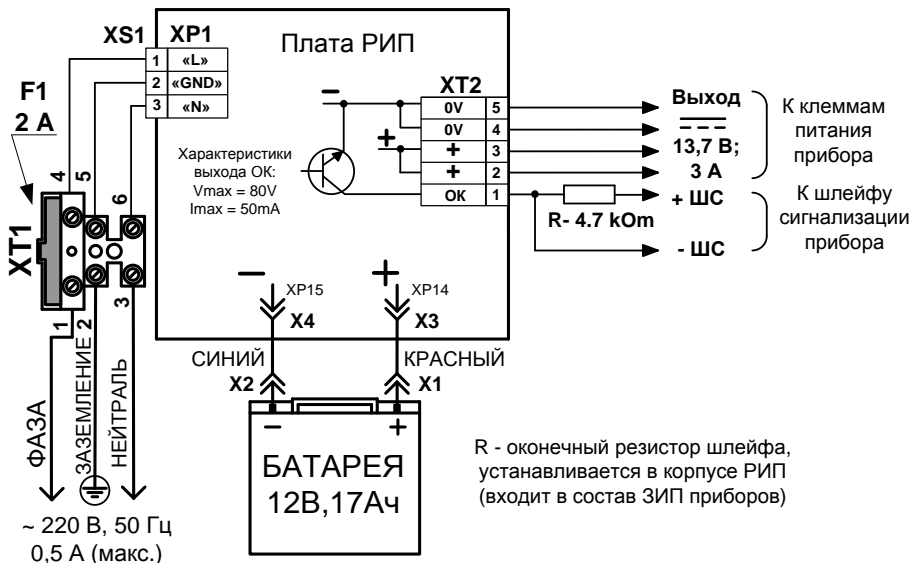 XS1 XP1
1 «L»
2 «GND»
3 «N»
Плата РИП
F1
2 А
4
5
6
XT1
1
2
3
ФАЗА
ЗАЗЕМЛЕНИЕ
НЕЙТРАЛЬ
~ 220 В, 50 Гц
0,5 А (макс.)
Характеристики
выхода ОК:
Vmax = 80V
Imax = 50mA
−
+
XT2
0V 5
0V 4
+ 3
+ 2
ОК 1
Выход
13,7 В;
3 А
К клеммам
питания
прибора
R- 4.7 kOm
+ ШС
- ШС
К шлейфу
сигнализации
прибора
− +
XP15 XP14
X4 X3
СИНИЙ КРАСНЫЙ
X2 X1
− +
БАТАРЕЯ
12В,17Ач
R - оконечный резистор шлейфа,
устанавливается в корпусе РИП
(входит в состав ЗИП приборов)